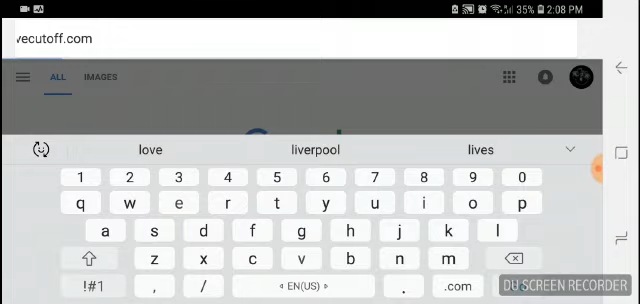 35% 2:08 PM
vecutoff.com
ALL IMAGES
love liverpool lives
1 2 3 4 5 6 7 8 9 0
q w e r t y u i o p
a s d f g h j k l
z x c v b n m
!#1 , / EN(US) . .com
DU SCREEN RECORDER